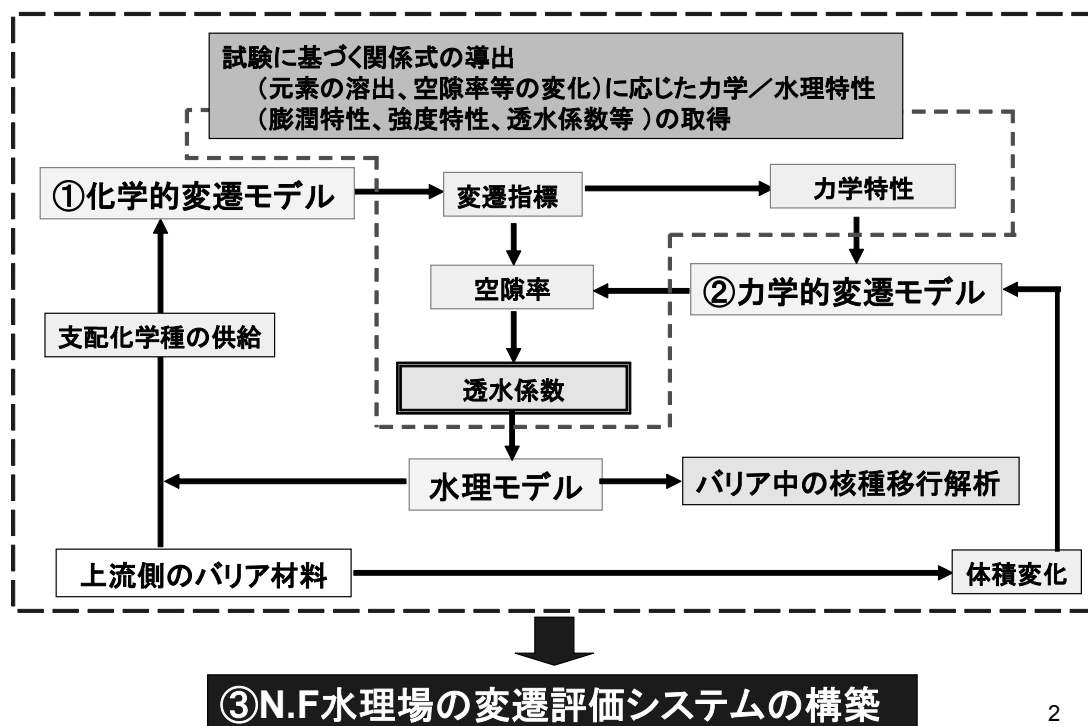 試験に基づく関係式の導出
(元素の溶出、空隙率等の変化)に応じた力学／水理特性
(膨潤特性、強度特性、透水係数等 )の取得
①化学的変遷モデル
変遷指標
力学特性
空隙率
②力学的変遷モデル
支配化学種の供給
透水係数
水理モデル
バリア中の核種移行解析
上流側のバリア材料
体積変化
③N.F水理場の変遷評価システムの構築
2